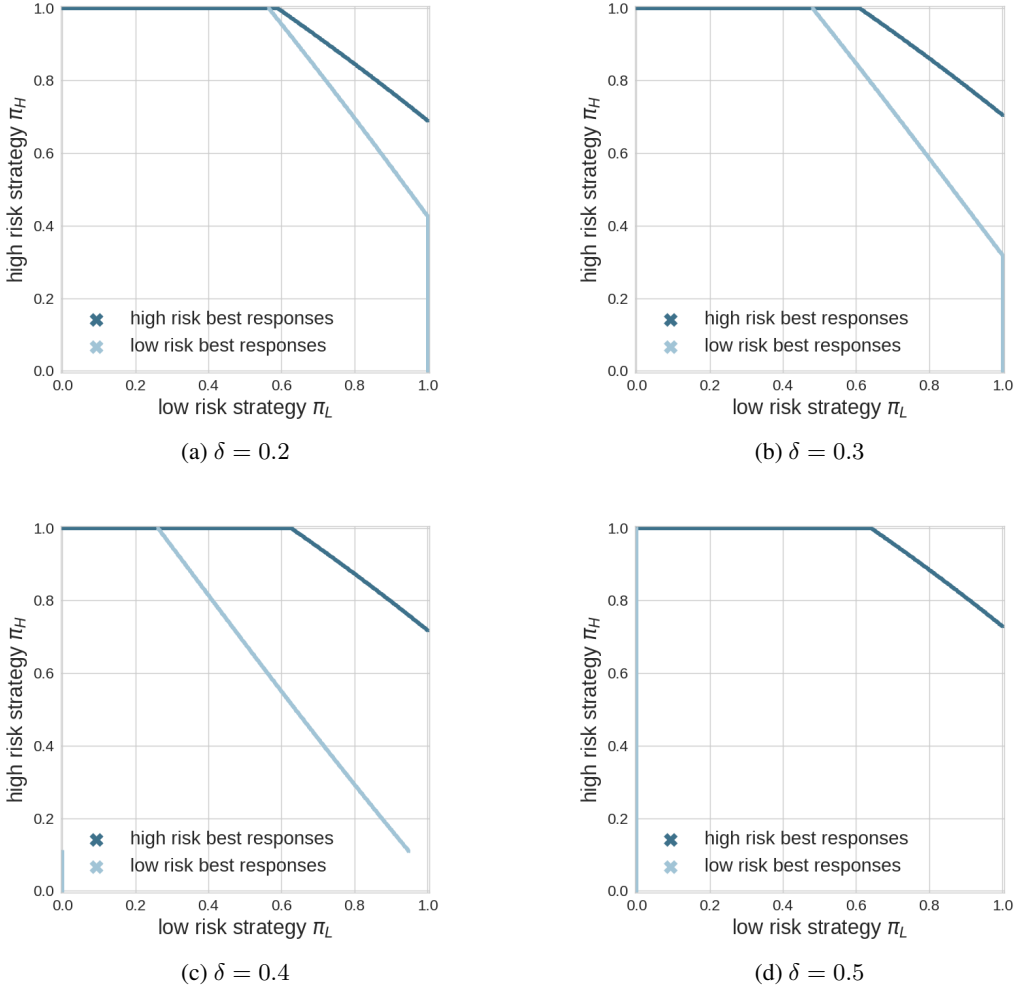 1.0
0.8
0.6
0.4
0.2
0.0
high risk strategy π_H
high risk best responses
low risk best responses
0.0 0.2 0.4 0.6 0.8 1.0
low risk strategy π_L
(a) δ = 0.2
1.0
0.8
0.6
0.4
0.2
0.0
high risk strategy π_H
high risk best responses
low risk best responses
0.0 0.2 0.4 0.6 0.8 1.0
low risk strategy π_L
(b) δ = 0.3
1.0
0.8
0.6
0.4
0.2
0.0
high risk strategy π_H
high risk best responses
low risk best responses
0.0 0.2 0.4 0.6 0.8 1.0
low risk strategy π_L
(c) δ = 0.4
1.0
0.8
0.6
0.4
0.2
0.0
high risk strategy π_H
high risk best responses
low risk best responses
0.0 0.2 0.4 0.6 0.8 1.0
low risk strategy π_L
(d) δ = 0.5